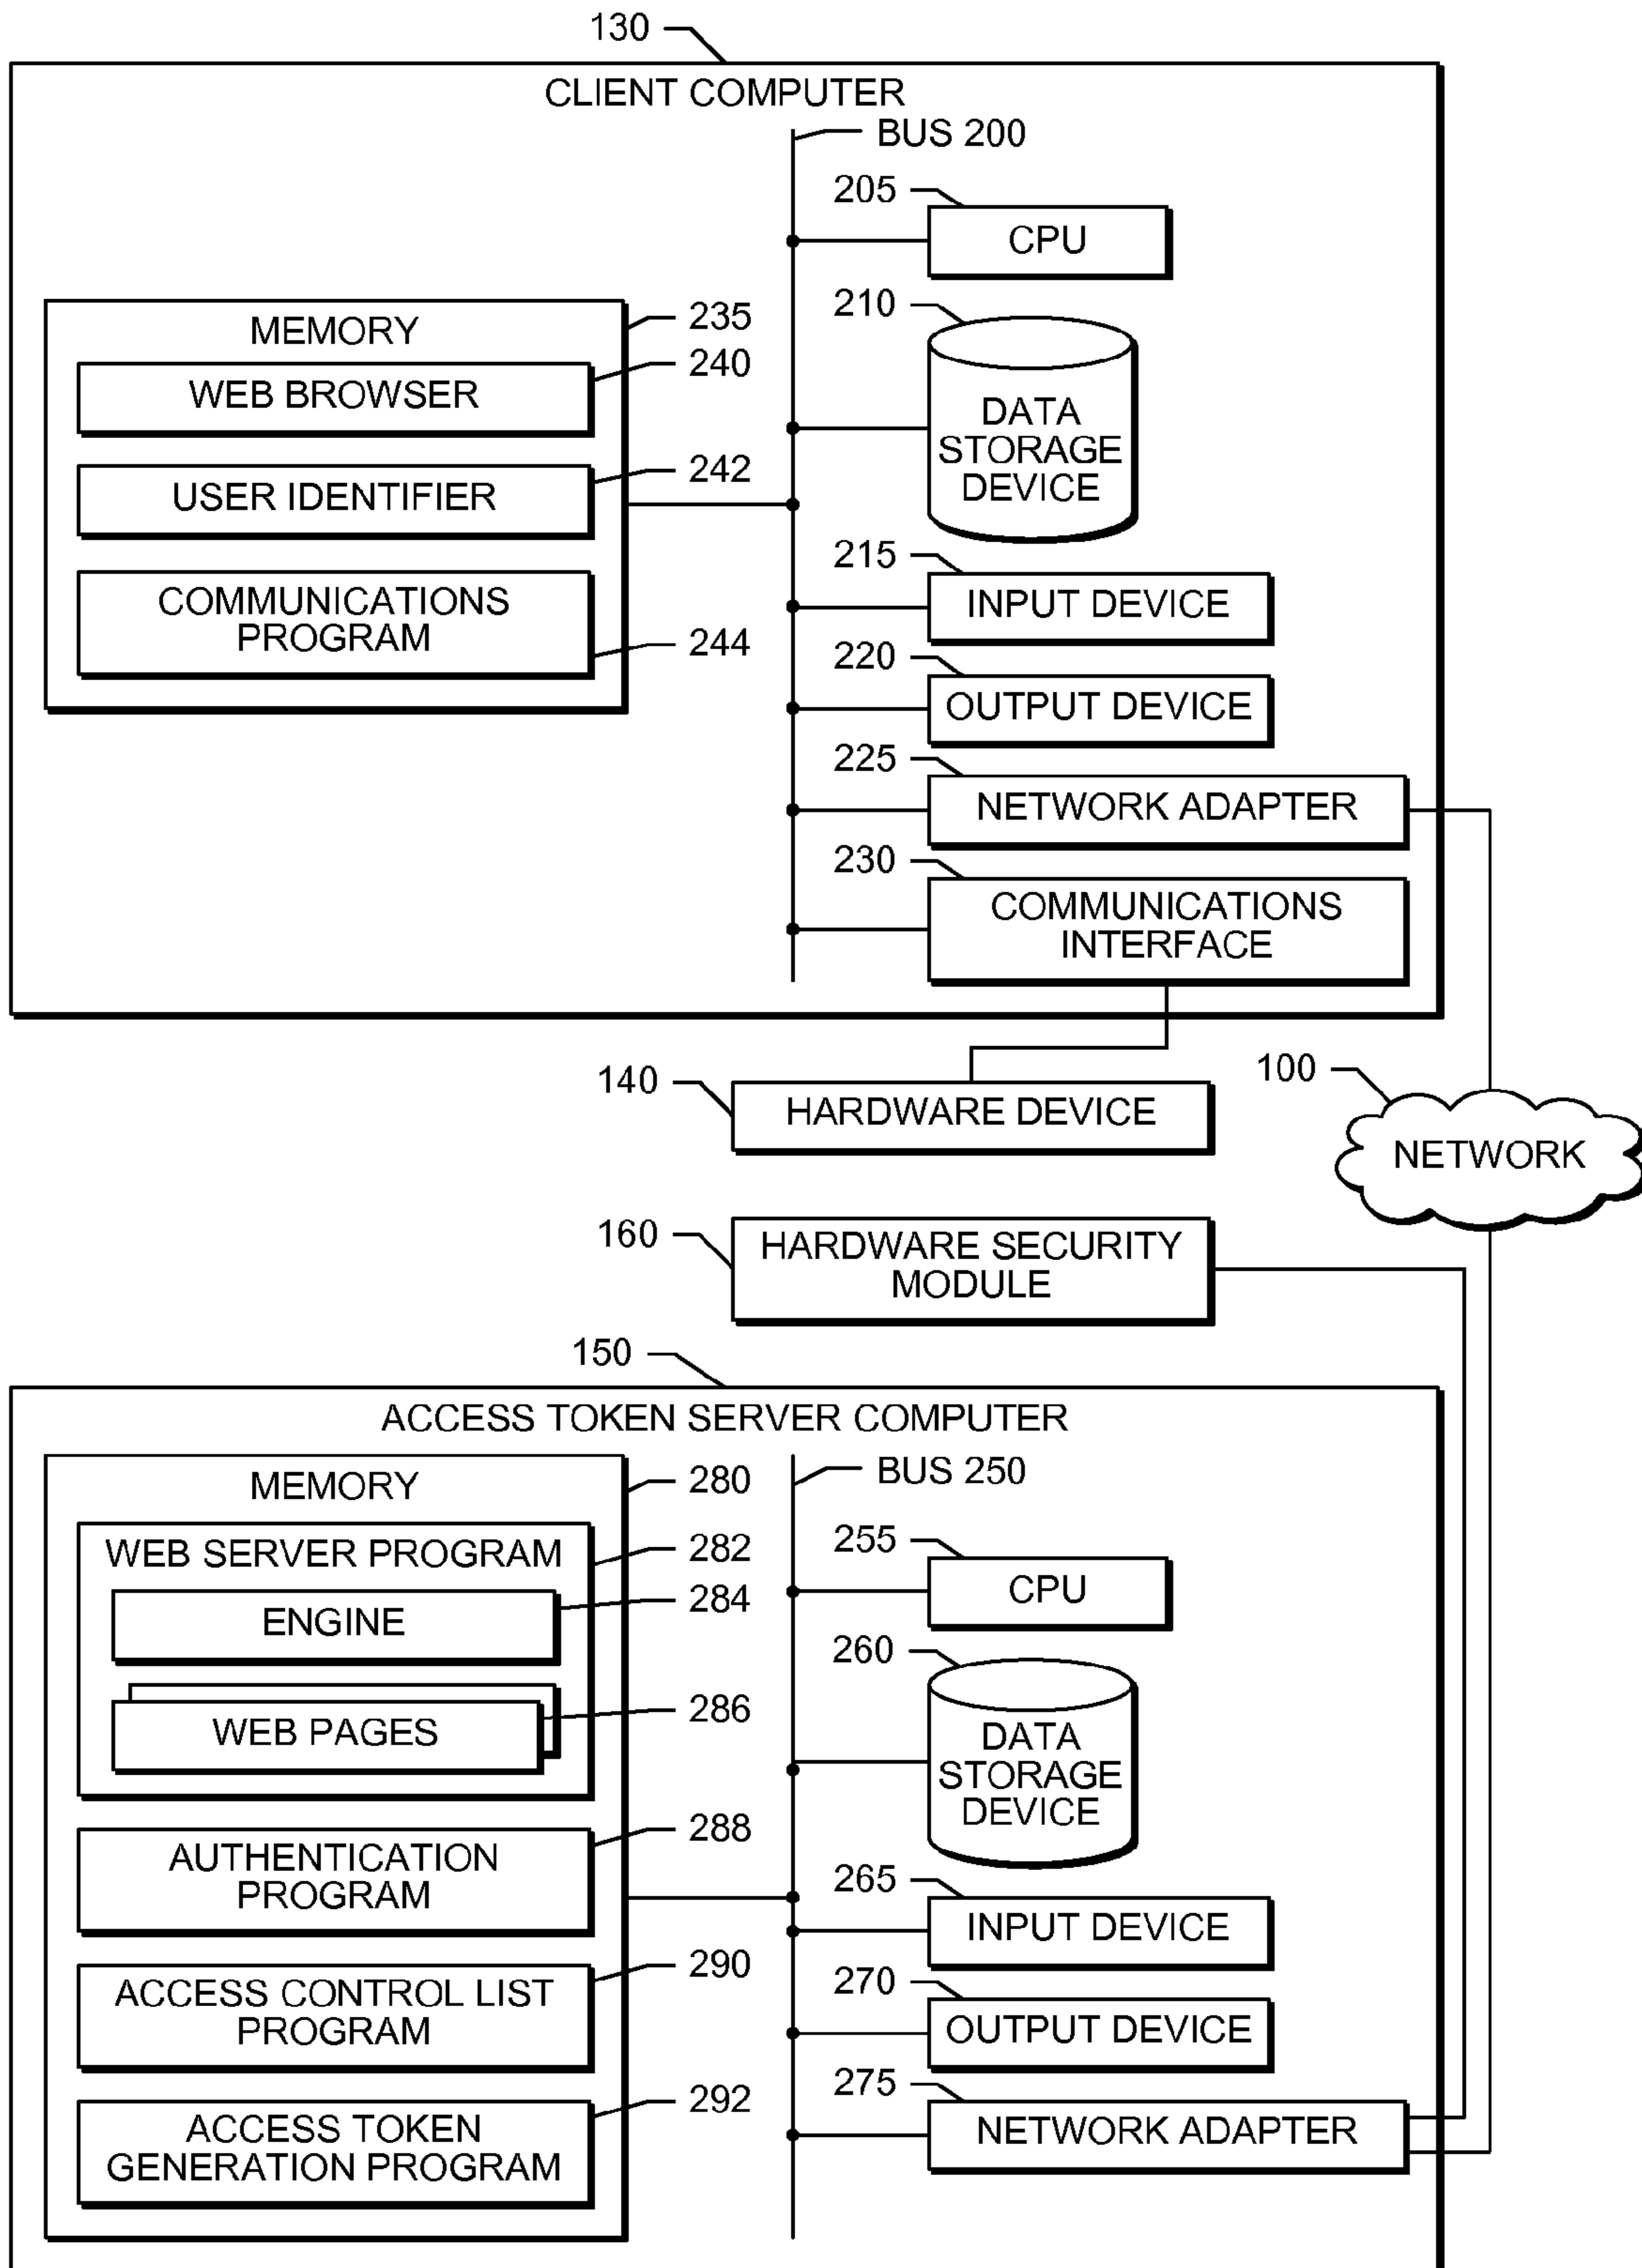 130
CLIENT COMPUTER
BUS 200
205
CPU
210
DATA
STORAGE
DEVICE
MEMORY
235
WEB BROWSER
240
USER IDENTIFIER
242
COMMUNICATIONS
PROGRAM
244
215
INPUT DEVICE
220
OUTPUT DEVICE
225
NETWORK ADAPTER
230
COMMUNICATIONS
INTERFACE
140
HARDWARE DEVICE
100
NETWORK
160
HARDWARE SECURITY
MODULE
150
ACCESS TOKEN SERVER COMPUTER
MEMORY
280
WEB SERVER PROGRAM
282
ENGINE
284
WEB PAGES
286
AUTHENTICATION
PROGRAM
288
ACCESS CONTROL LIST
PROGRAM
290
ACCESS TOKEN
GENERATION PROGRAM
292
BUS 250
255
CPU
260
DATA
STORAGE
DEVICE
265
INPUT DEVICE
270
OUTPUT DEVICE
275
NETWORK ADAPTER